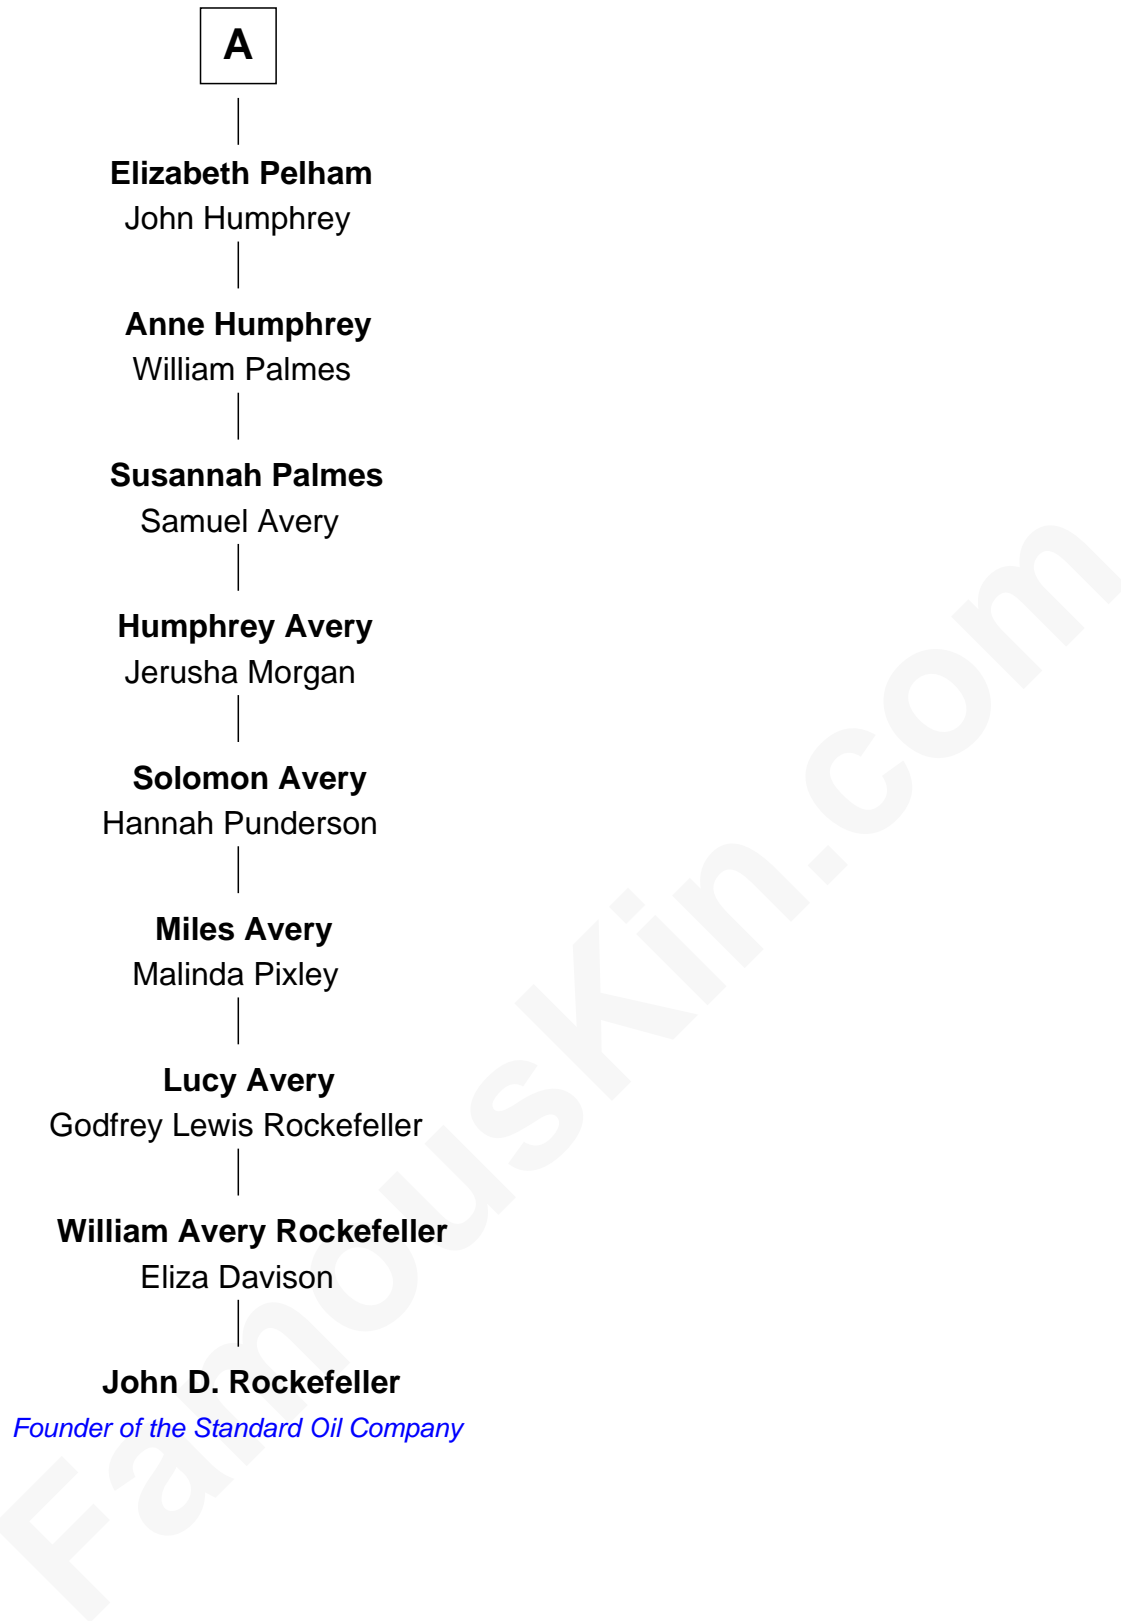 A
Elizabeth Pelham
John Humphrey
Anne Humphrey
William Palmes
Susannah Palmes
Samuel Avery
Humphrey Avery
Jerusha Morgan
Solomon Avery
Hannah Punderson
Miles Avery
Malinda Pixley
Lucy Avery
Godfrey Lewis Rockefeller
William Avery Rockefeller
Eliza Davison
John D. Rockefeller
Founder of the Standard Oil Company
FamousKin.com